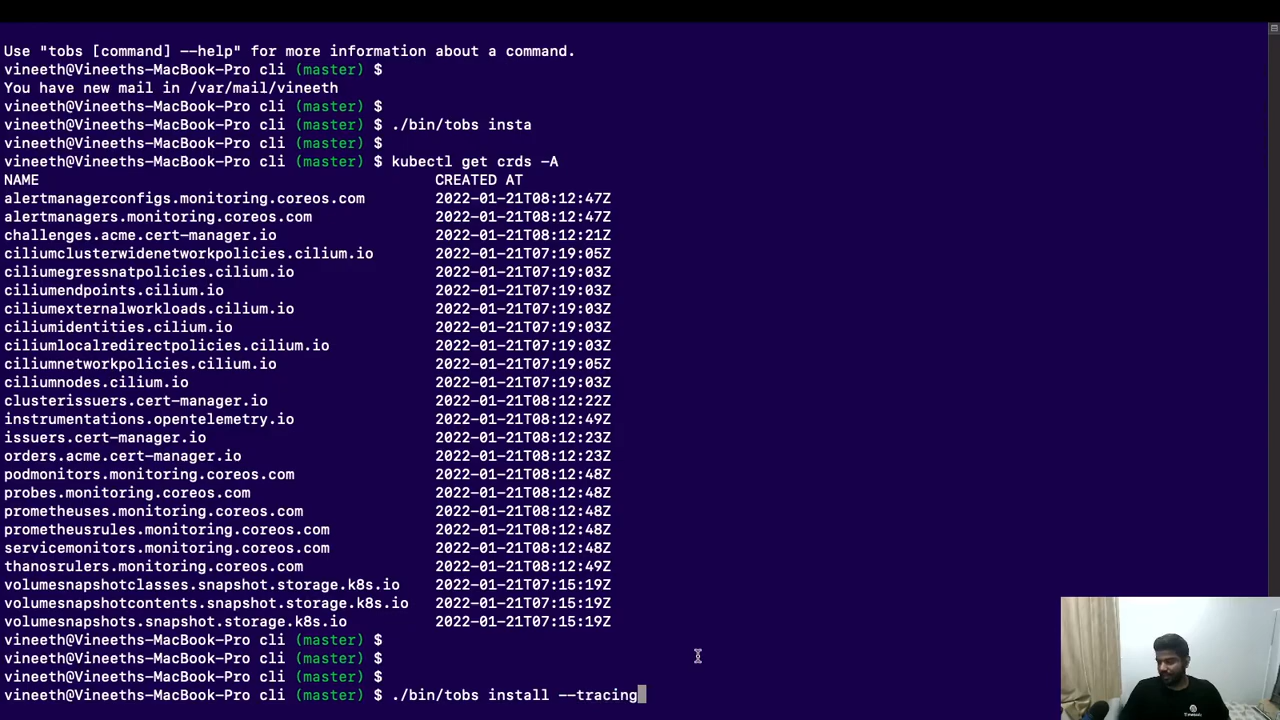 Use "tobs [command] --help" for more information about a command.
vineeth@Vineeths-MacBook-Pro cli (master) $
You have new mail in /var/mail/vineeth
vineeth@Vineeths-MacBook-Pro cli (master) $
vineeth@Vineeths-MacBook-Pro cli (master) $ ./bin/tobs insta
vineeth@Vineeths-MacBook-Pro cli (master) $
vineeth@Vineeths-MacBook-Pro cli (master) $ kubectl get crds -A
NAME CREATED AT
alertmanagerconfigs.monitoring.coreos.com 2022-01-21T08:12:47Z
alertmanagers.monitoring.coreos.com 2022-01-21T08:12:47Z
challenges.acme.cert-manager.io 2022-01-21T08:12:21Z
ciliumclusterwidenetworkpolicies.cilium.io 2022-01-21T07:19:05Z
ciliumegressnatpolicies.cilium.io 2022-01-21T07:19:03Z
ciliumendpoints.cilium.io 2022-01-21T07:19:03Z
ciliumexternalworkloads.cilium.io 2022-01-21T07:19:03Z
ciliumidentities.cilium.io 2022-01-21T07:19:03Z
ciliumlocalredirectpolicies.cilium.io 2022-01-21T07:19:03Z
ciliumnetworkpolicies.cilium.io 2022-01-21T07:19:05Z
ciliumnodes.cilium.io 2022-01-21T07:19:03Z
clusterissuers.cert-manager.io 2022-01-21T08:12:22Z
instrumentations.opentelemetry.io 2022-01-21T08:12:49Z
issuers.cert-manager.io 2022-01-21T08:12:23Z
orders.acme.cert-manager.io 2022-01-21T08:12:23Z
podmonitors.monitoring.coreos.com 2022-01-21T08:12:48Z
probes.monitoring.coreos.com 2022-01-21T08:12:48Z
prometheuses.monitoring.coreos.com 2022-01-21T08:12:48Z
prometheusrules.monitoring.coreos.com 2022-01-21T08:12:48Z
servicemonitors.monitoring.coreos.com 2022-01-21T08:12:48Z
thanosrulers.monitoring.coreos.com 2022-01-21T08:12:49Z
volumesnapshotclasses.snapshot.storage.k8s.io 2022-01-21T07:15:19Z
volumesnapshotcontents.snapshot.storage.k8s.io 2022-01-21T07:15:19Z
volumesnapshots.snapshot.storage.k8s.io 2022-01-21T07:15:19Z
vineeth@Vineeths-MacBook-Pro cli (master) $
vineeth@Vineeths-MacBook-Pro cli (master) $
vineeth@Vineeths-MacBook-Pro cli (master) $
vineeth@Vineeths-MacBook-Pro cli (master) $ ./bin/tobs install --tracing